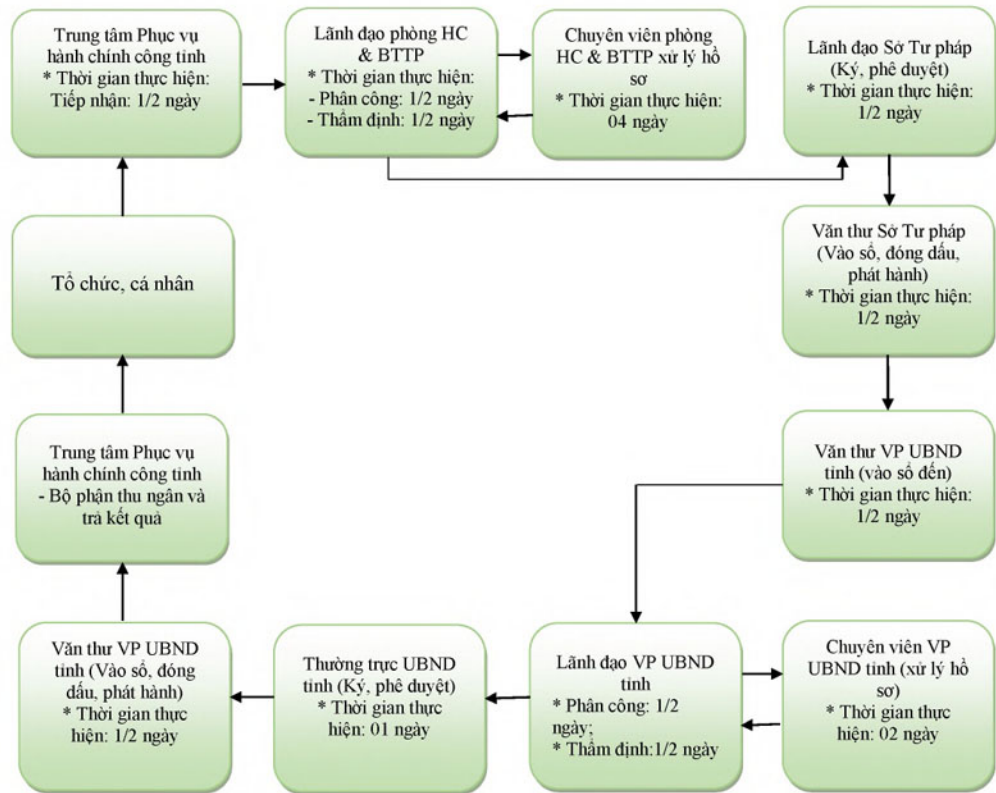 Trung tâm Phục vụ
hành chính công tỉnh
* Thời gian thực hiện:
Tiếp nhận: 1/2 ngày
Lãnh đạo phòng HC
& BTTP
* Thời gian thực hiện:
- Phân công: 1/2 ngày
- Thẩm định: 1/2 ngày
Chuyên viên phòng
HC & BTTP xử lý hồ
sơ
* Thời gian thực hiện:
04 ngày
Lãnh đạo Sở Tư pháp
(Ký, phê duyệt)
* Thời gian thực hiện:
1/2 ngày
Văn thư Sở Tư pháp
(Vào sổ, đóng dấu,
phát hành)
* Thời gian thực hiện:
1/2 ngày
Tổ chức, cá nhân
Trung tâm Phục vụ
hành chính công tỉnh
- Bộ phận thu ngân và
trả kết quả
Văn thư VP UBND
tỉnh (vào sổ đến)
* Thời gian thực hiện:
1/2 ngày
Văn thư VP UBND
tỉnh (Vào sổ, đóng
dấu, phát hành)
* Thời gian thực
hiện: 1/2 ngày
Thường trực UBND
tỉnh (Ký, phê duyệt)
* Thời gian thực
hiện: 01 ngày
Lãnh đạo VP UBND
tỉnh
* Phân công: 1/2
ngày;
* Thẩm định:1/2 ngày
Chuyên viên VP
UBND tỉnh (xử lý hồ
sơ)
* Thời gian thực
hiện: 02 ngày